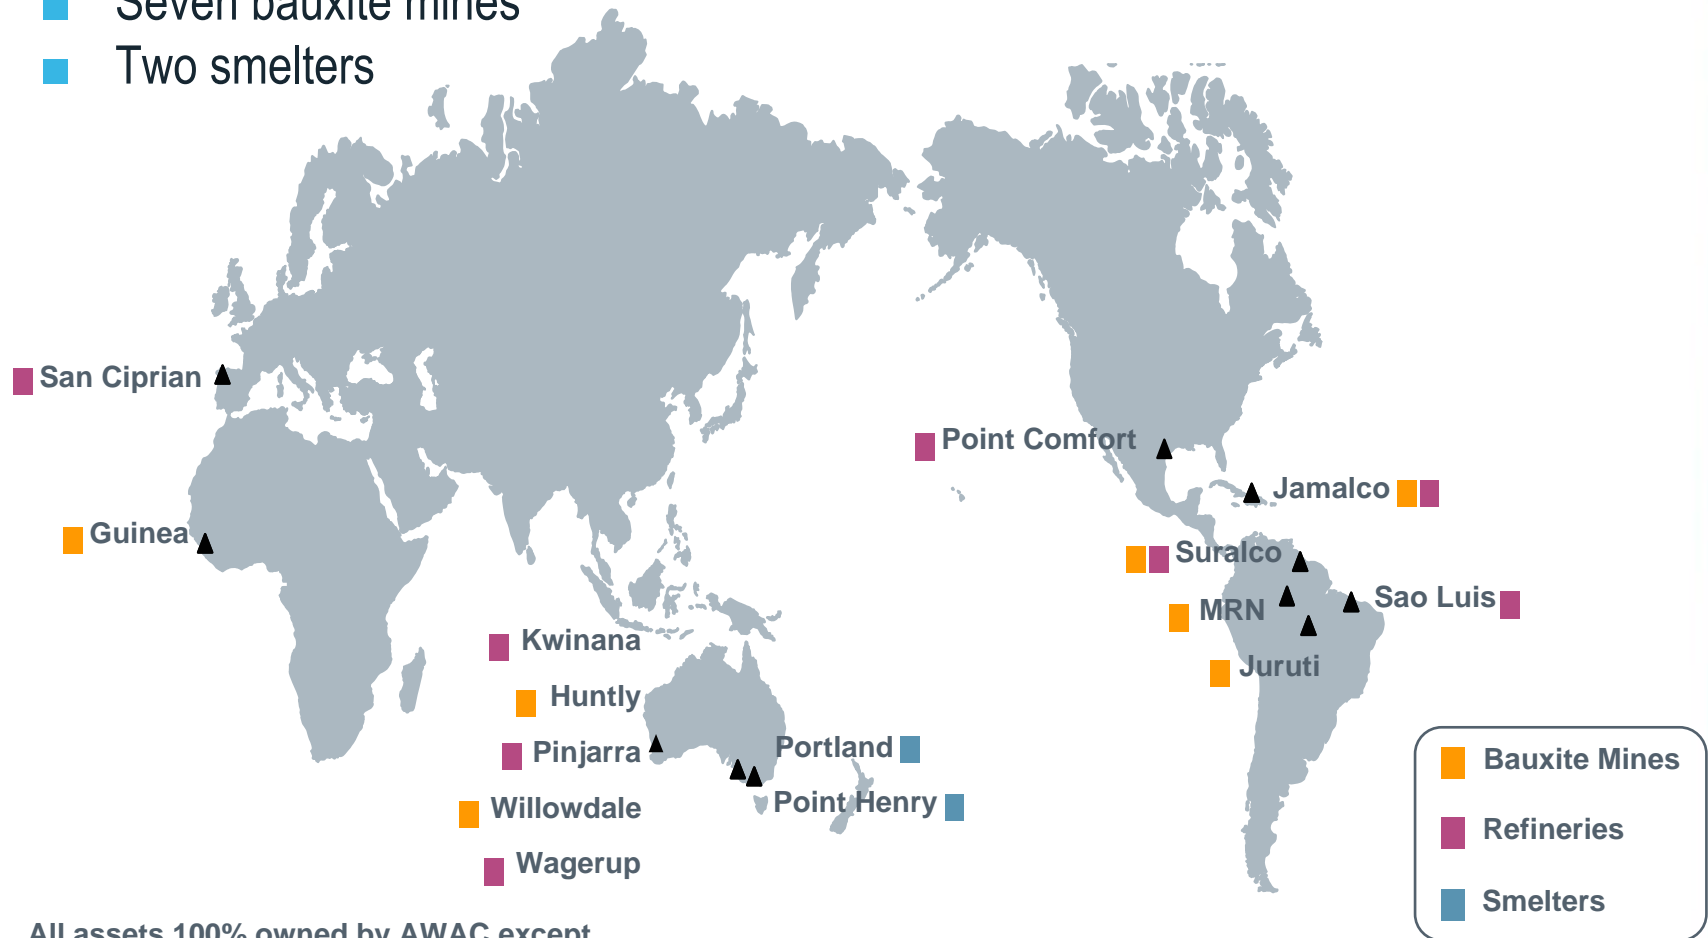 Seven bauxite mines
Two smelters
San Ciprian
Point Comfort
Jamalco
Guinea
Suralco
Sao Luis
MRN
Kwinana
Juruti
Huntly
Pinjarra
Portland
Willowdale
Point Henry
Wagerup
Bauxite Mines
Refineries
Smelters
All assets 100% owned by AWAC except